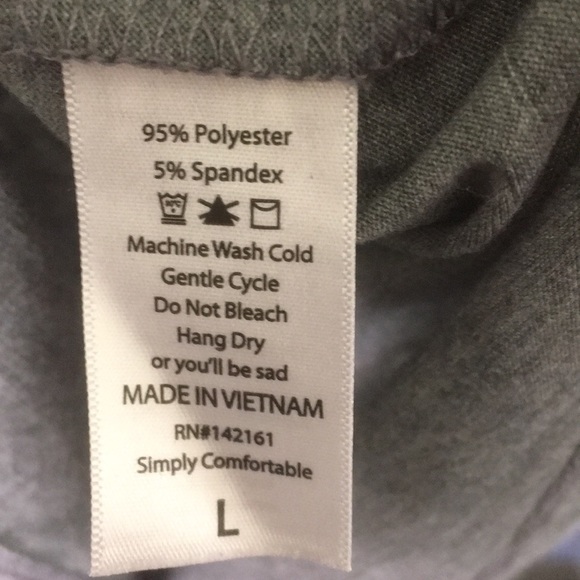 95% Polyester
5% Spandex
Machine Wash Cold
Gentle Cycle
Do Not Bleach
Hang Dry
or you'll be sad
MADE IN VIETNAM
RN#142161
Simply Comfortable
L